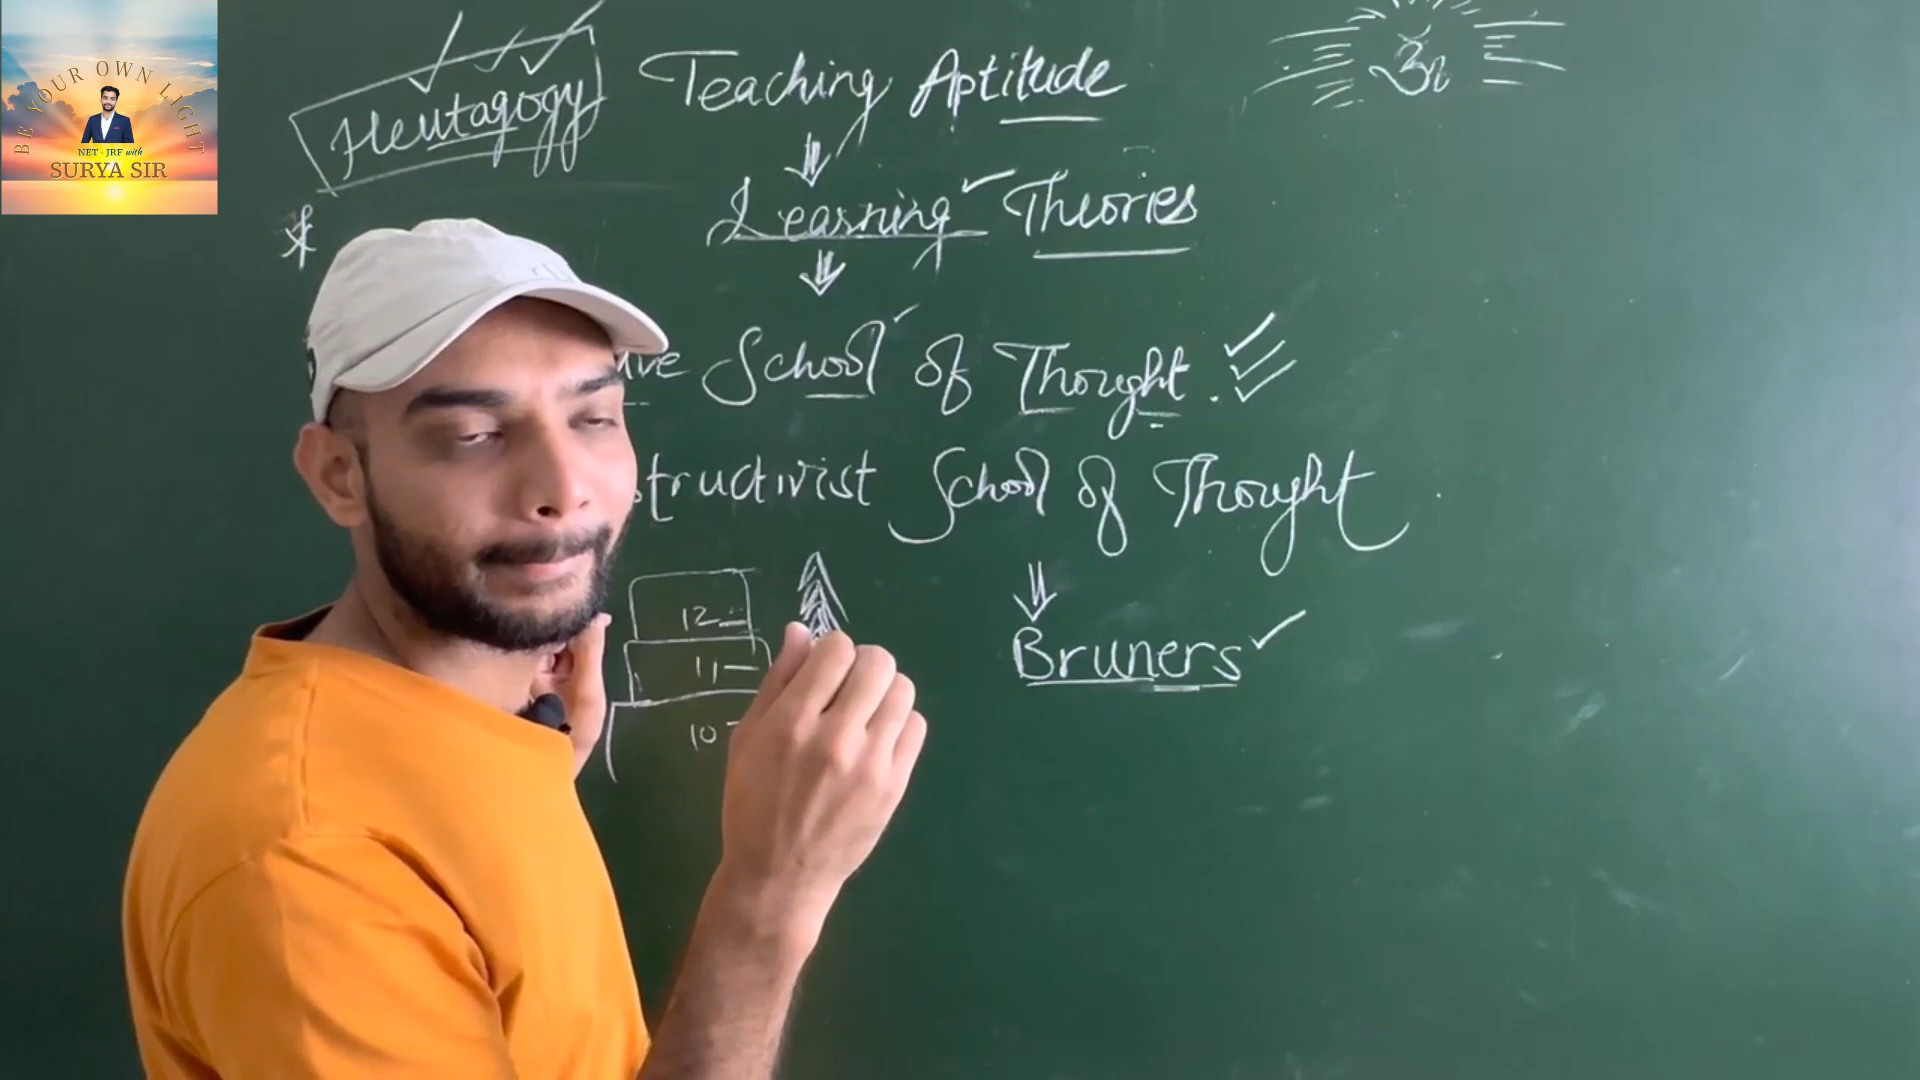 BE YOUR OWN LIGHT
NET - JRF with
SURYA SIR
Heutagogy
Teaching Aptitude
ॐ
Learning Theories
School of Thought.
structivist School of Thought
12
11
10
Bruners